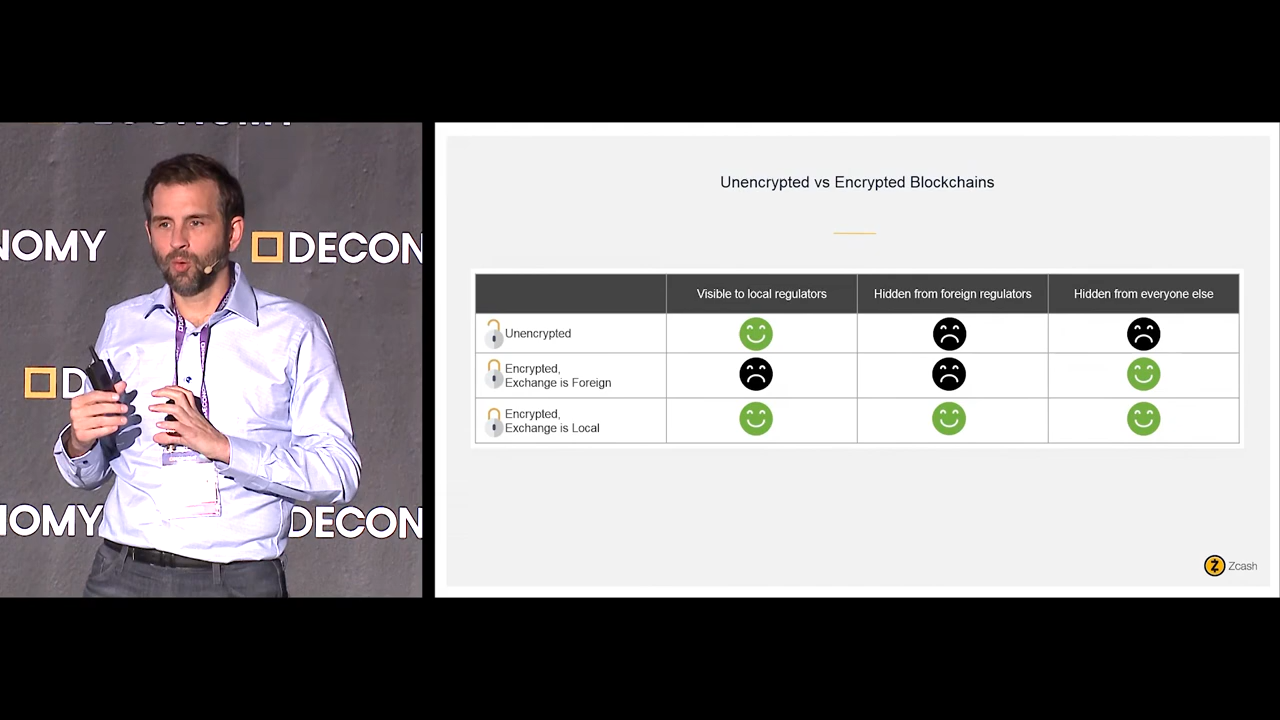 NOMY
DECON
D
NOMY
DECON
Unencrypted vs Encrypted Blockchains
Visible to local regulators
Hidden from foreign regulators
Hidden from everyone else
Unencrypted
Encrypted,
Exchange is Foreign
Encrypted,
Exchange is Local
Zcash